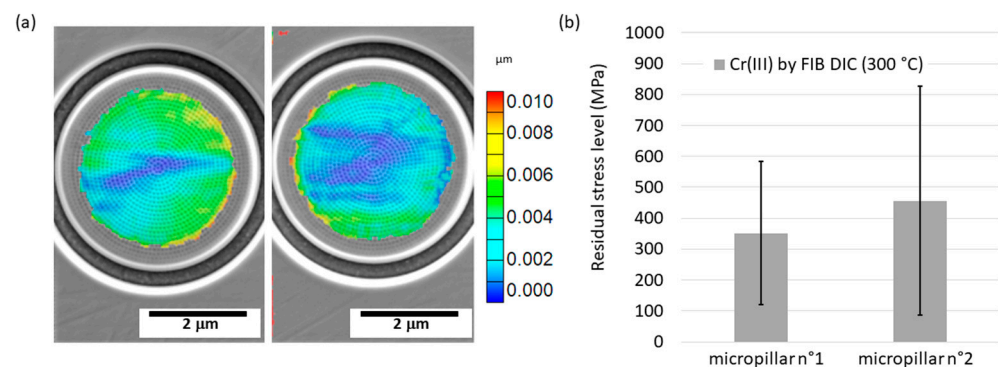 (a)
µm
0.010
0.008
0.006
0.004
0.002
0.000
2 µm
2 µm
(b)
Residual stress level (MPa)
1000
900
800
700
600
500
400
300
200
100
0
Cr(III) by FIB DIC (300 °C)
micropillar n°1
micropillar n°2